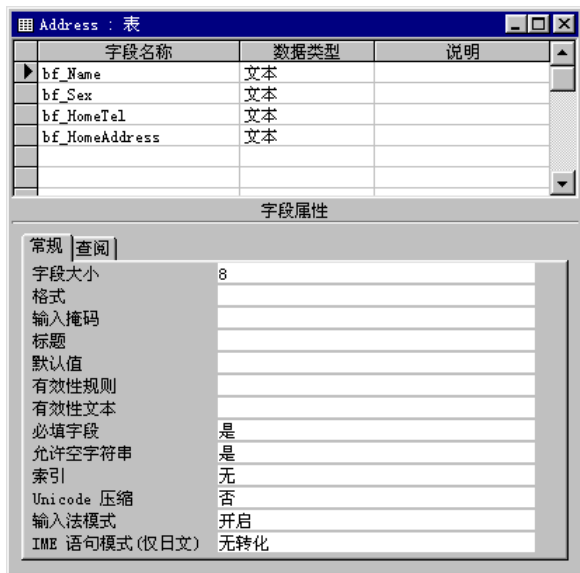 Address : 表
字段名称 数据类型 说明
bf_Name 文本
bf_Sex 文本
bf_HomeTel 文本
bf_HomeAddress 文本
字段属性
常规 查阅
字段大小 8
格式
输入掩码
标题
默认值
有效性规则
有效性文本
必填字段 是
允许空字符串 是
索引 无
Unicode 压缩 否
输入法模式 开启
IME 语句模式(仅日文) 无转化